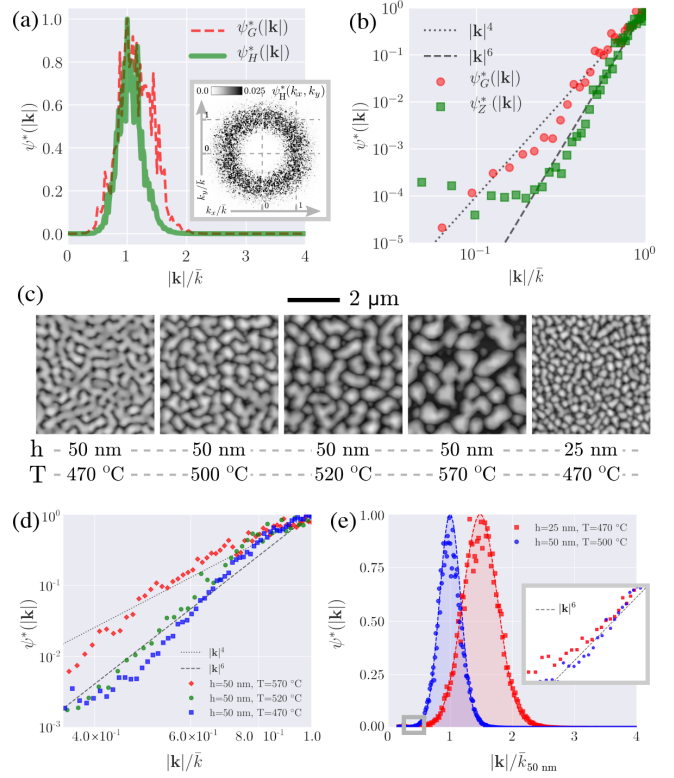 (a)
ψ*_G(|k|)
ψ*_H(|k|)
1.0
0.8
0.6
0.4
0.2
0.0
ψ*(|k|)
0 1 2 3 4
|k|/k̄
0.0 0.025 ψ*_H(k_x, k_y)
1
0
k_y/k̄
k_x/k̄ 0 1
(b)
|k|⁴
|k|⁶
ψ*_G(|k|)
ψ*_Z(|k|)
10⁰
10⁻¹
10⁻²
10⁻³
10⁻⁴
10⁻⁵
ψ*(|k|)
10⁻¹ 10⁰
|k|/k̄
(c)
2 μm
h 50 nm 50 nm 50 nm 50 nm 25 nm
T 470 °C 500 °C 520 °C 570 °C 470 °C
(d)
10⁰
10⁻¹
10⁻²
10⁻³
ψ*(|k|)
|k|⁴
|k|⁶
h=50 nm, T=570 °C
h=50 nm, T=520 °C
h=50 nm, T=470 °C
4.0×10⁻¹ 6.0×10⁻¹ 8.0×10⁻¹ 1.0
|k|/k̄
(e)
1.00
0.75
0.50
0.25
0.00
ψ*(|k|)
h=25 nm, T=470 °C
h=50 nm, T=500 °C
|k|⁶
0 1 2 3 4
|k|/k̄_50 nm